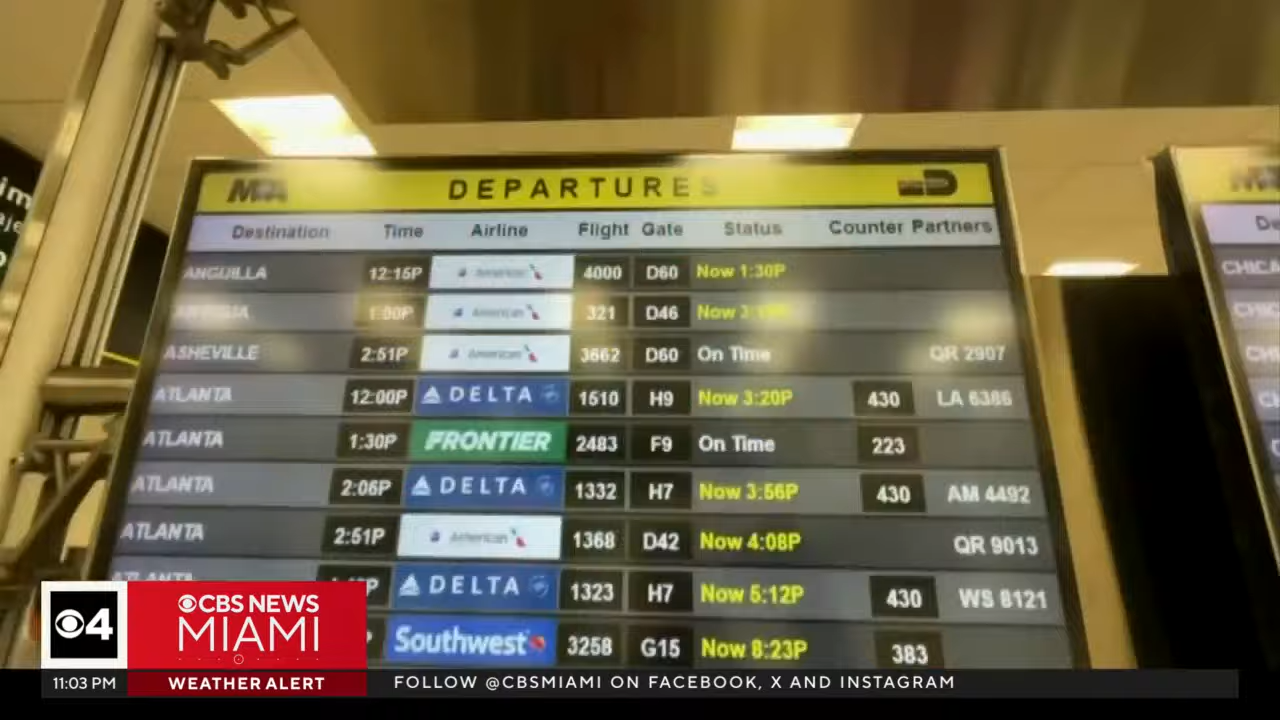 DEPARTURES
Destination Time Airline Flight Gate Status Counter Partners
ANGUILLA 12:15P American 4000 D60 Now 1:30P
American 321 D46 Now
ASHEVILLE 2:51P American 3662 D60 On Time QR 2907
ATLANTA 12:00P DELTA 1510 H9 Now 3:20P 430 LA 6386
ATLANTA 1:30P FRONTIER 2483 F9 On Time 223
ATLANTA 2:06P DELTA 1332 H7 Now 3:56P 430 AM 4492
ATLANTA 2:51P American 1368 D42 Now 4:08P QR 9013
ATLANTA DELTA 1323 H7 Now 5:12P 430 WS 8121
Southwest 3258 G15 Now 8:23P 383
4 CBS NEWS
MIAMI
11:03 PM WEATHER ALERT FOLLOW @CBSMIAMI ON FACEBOOK, X AND INSTAGRAM